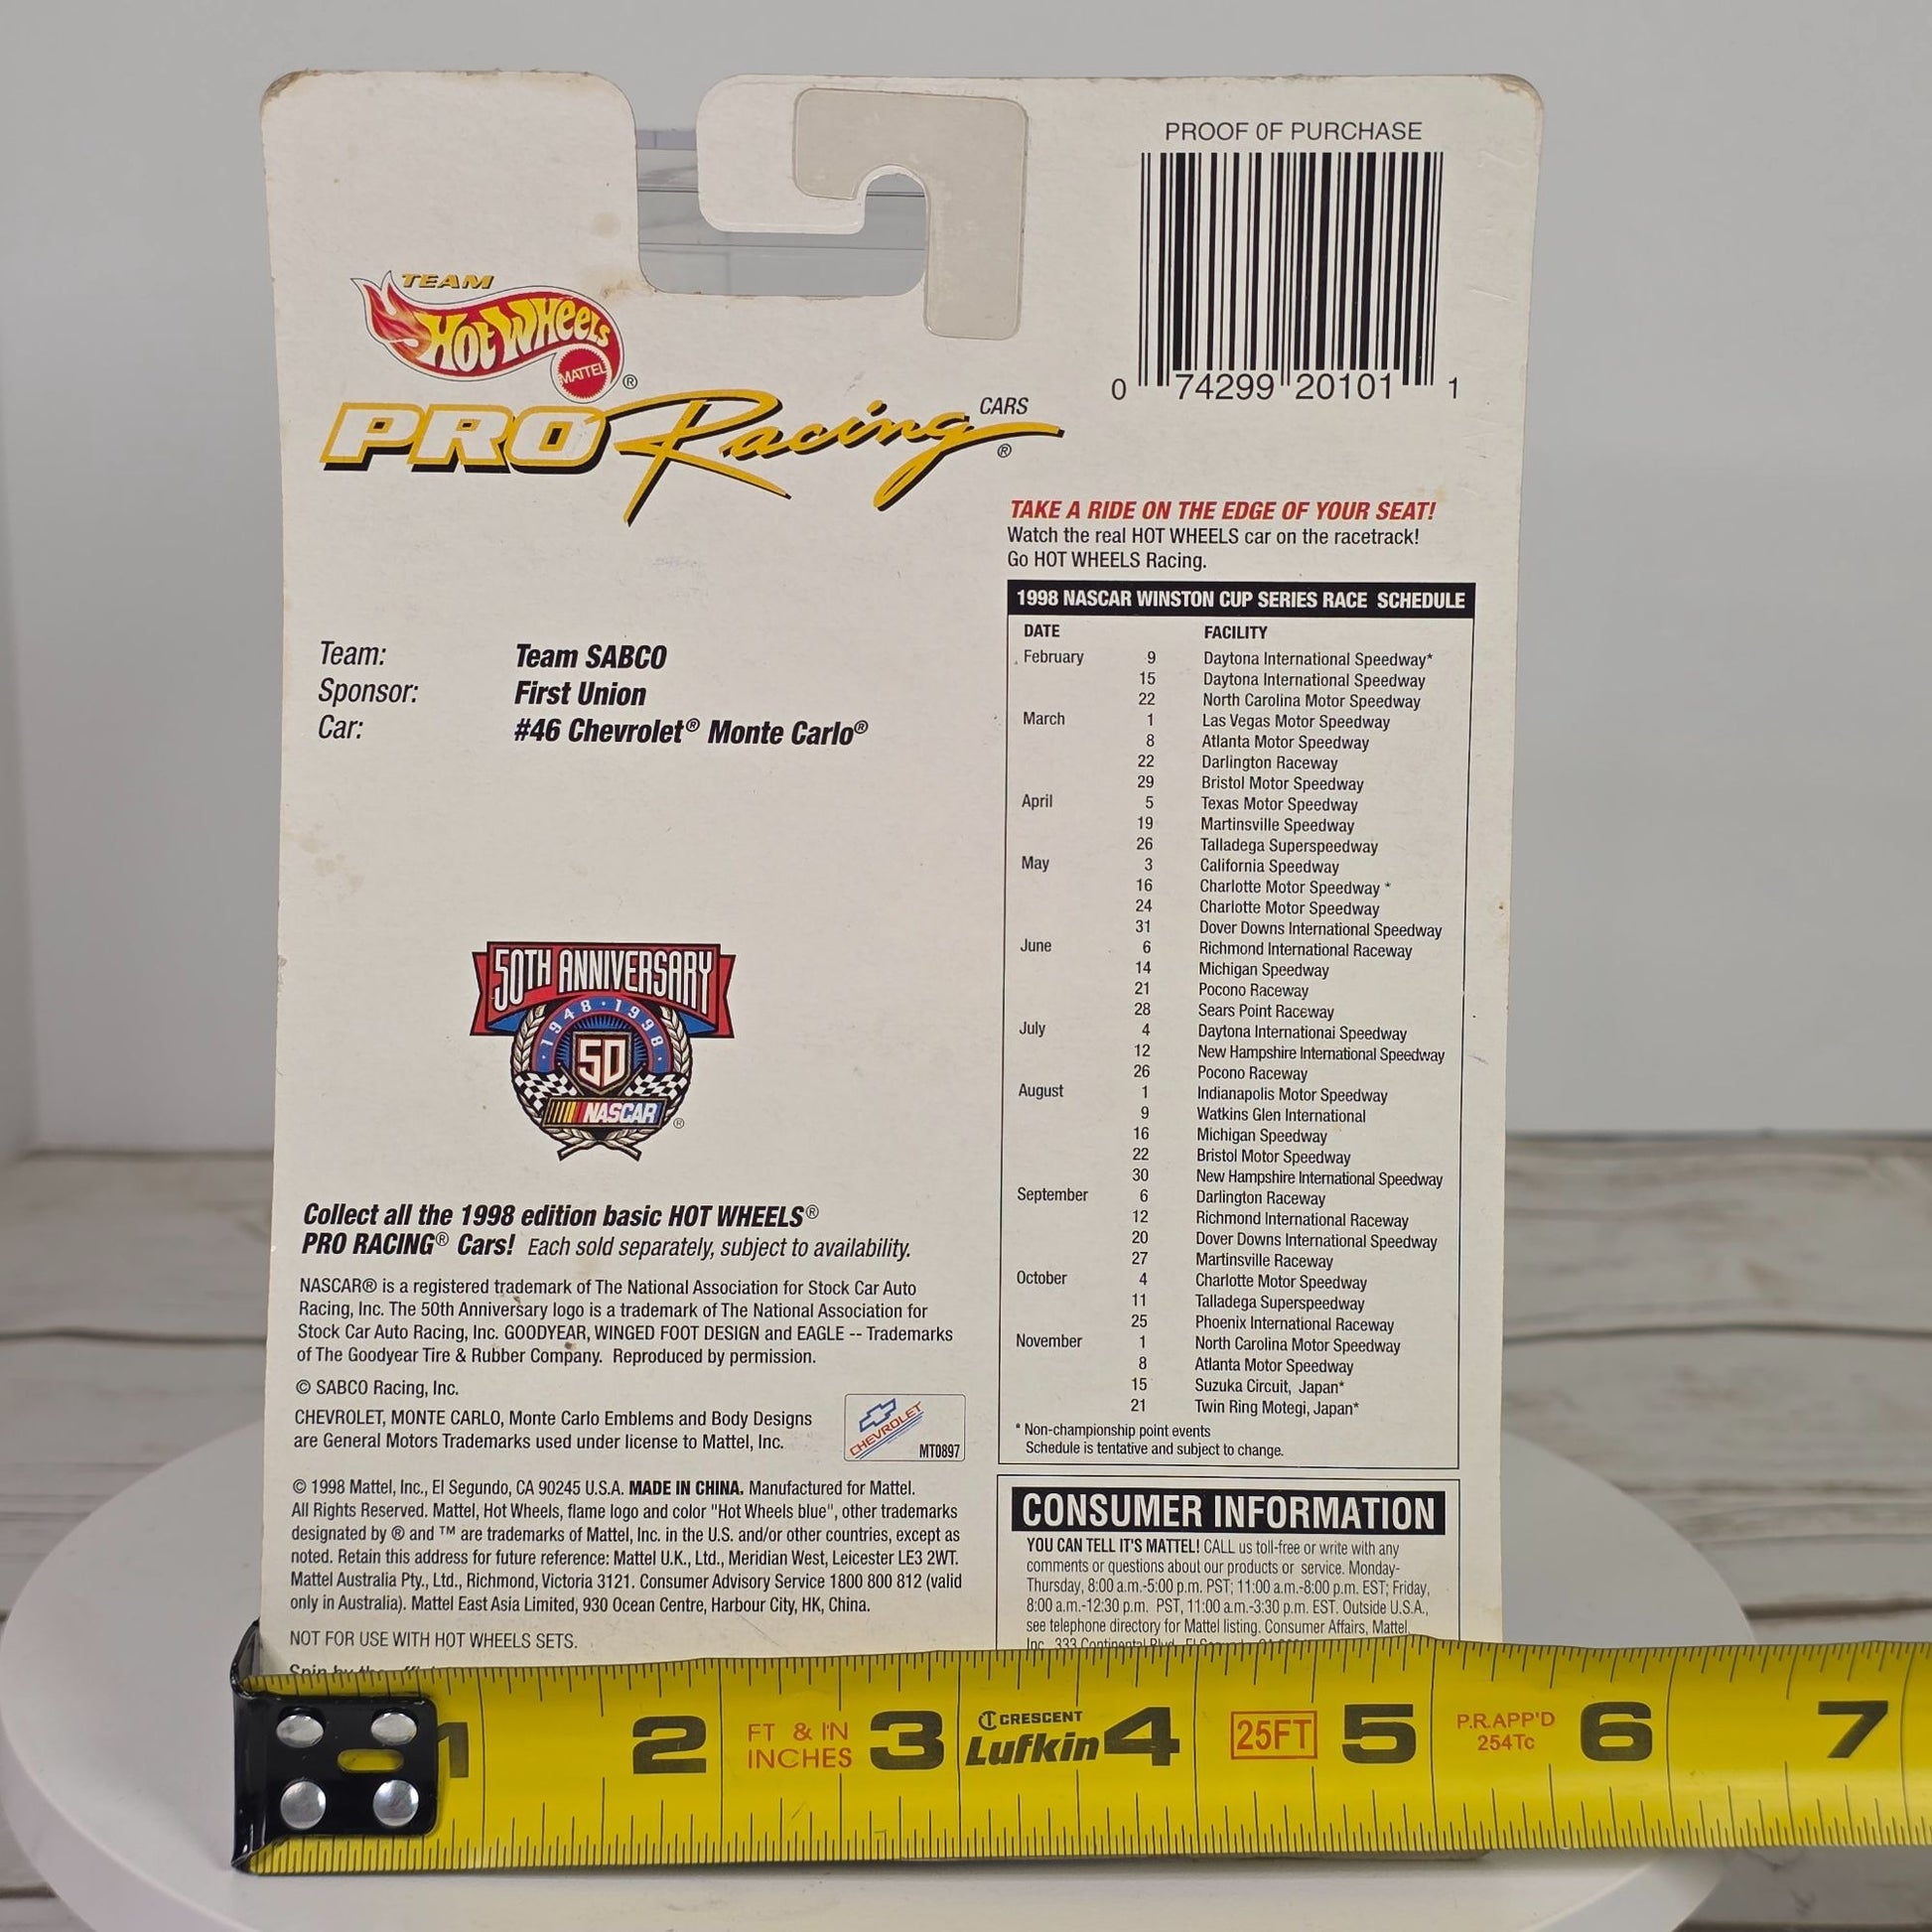 PROOF OF PURCHASE
0 74299 20101 1
TEAM
Hot Wheels
MATTEL ®
PRO Racing CARS ®
TAKE A RIDE ON THE EDGE OF YOUR SEAT!
Watch the real HOT WHEELS car on the racetrack!
Go HOT WHEELS Racing.
Team: Team SABCO
Sponsor: First Union
Car: #46 Chevrolet® Monte Carlo®
1998 NASCAR WINSTON CUP SERIES RACE SCHEDULE
DATE FACILITY
February 9 Daytona International Speedway*
15 Daytona International Speedway
22 North Carolina Motor Speedway
March 1 Las Vegas Motor Speedway
8 Atlanta Motor Speedway
22 Darlington Raceway
29 Bristol Motor Speedway
April 5 Texas Motor Speedway
19 Martinsville Speedway
26 Talladega Superspeedway
May 3 California Speedway
16 Charlotte Motor Speedway *
24 Charlotte Motor Speedway
31 Dover Downs International Speedway
June 6 Richmond International Raceway
14 Michigan Speedway
21 Pocono Raceway
28 Sears Point Raceway
July 4 Daytona International Speedway
12 New Hampshire International Speedway
26 Pocono Raceway
August 1 Indianapolis Motor Speedway
9 Watkins Glen International
16 Michigan Speedway
22 Bristol Motor Speedway
30 New Hampshire International Speedway
September 6 Darlington Raceway
12 Richmond International Raceway
20 Dover Downs International Speedway
27 Martinsville Raceway
October 4 Charlotte Motor Speedway
11 Talladega Superspeedway
25 Phoenix International Raceway
November 1 North Carolina Motor Speedway
8 Atlanta Motor Speedway
15 Suzuka Circuit, Japan*
21 Twin Ring Motegi, Japan*
* Non-championship point events
Schedule is tentative and subject to change.
50TH ANNIVERSARY
1948 · 1998
50
NASCAR ®
Collect all the 1998 edition basic HOT WHEELS®
PRO RACING® Cars! Each sold separately, subject to availability.
NASCAR® is a registered trademark of The National Association for Stock Car Auto
Racing, Inc. The 50th Anniversary logo is a trademark of The National Association for
Stock Car Auto Racing, Inc. GOODYEAR, WINGED FOOT DESIGN and EAGLE -- Trademarks
of The Goodyear Tire & Rubber Company. Reproduced by permission.
© SABCO Racing, Inc.
CHEVROLET, MONTE CARLO, Monte Carlo Emblems and Body Designs
are General Motors Trademarks used under license to Mattel, Inc.
CHEVROLET
MT0897
© 1998 Mattel, Inc., El Segundo, CA 90245 U.S.A. MADE IN CHINA. Manufactured for Mattel.
All Rights Reserved. Mattel, Hot Wheels, flame logo and color "Hot Wheels blue", other trademarks
designated by ® and ™ are trademarks of Mattel, Inc. in the U.S. and/or other countries, except as
noted. Retain this address for future reference: Mattel U.K., Ltd., Meridian West, Leicester LE3 2WT.
Mattel Australia Pty., Ltd., Richmond, Victoria 3121. Consumer Advisory Service 1800 800 812 (valid
only in Australia). Mattel East Asia Limited, 930 Ocean Centre, Harbour City, HK, China.
NOT FOR USE WITH HOT WHEELS SETS.
Spin by the
CONSUMER INFORMATION
YOU CAN TELL IT'S MATTEL! CALL us toll-free or write with any
comments or questions about our products or service. Monday-
Thursday, 8:00 a.m.-5:00 p.m. PST; 11:00 a.m.-8:00 p.m. EST; Friday,
8:00 a.m.-12:30 p.m. PST, 11:00 a.m.-3:30 p.m. EST. Outside U.S.A.,
see telephone directory for Mattel listing. Consumer Affairs, Mattel,
Inc., 333 Continental Blvd.
1 2 FT & IN INCHES 3 CRESCENT Lufkin 4 25FT 5 P.R.APP'D 254Tc 6 7